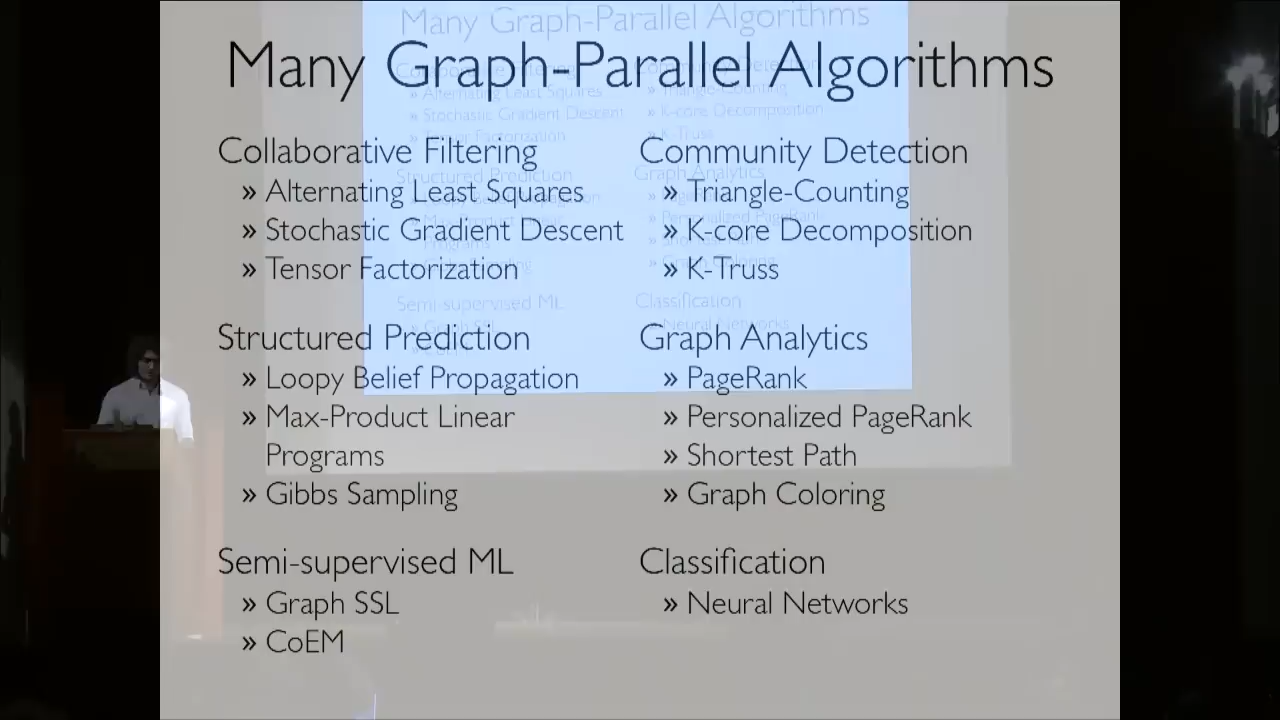 Many Graph-Parallel Algorithms
Collaborative Filtering
» Alternating Least Squares
» Stochastic Gradient Descent
» Tensor Factorization
Structured Prediction
» Loopy Belief Propagation
» Max-Product Linear
Programs
» Gibbs Sampling
Semi-supervised ML
» Graph SSL
» CoEM
Community Detection
» Triangle-Counting
» K-core Decomposition
» K-Truss
Graph Analytics
» PageRank
» Personalized PageRank
» Shortest Path
» Graph Coloring
Classification
» Neural Networks